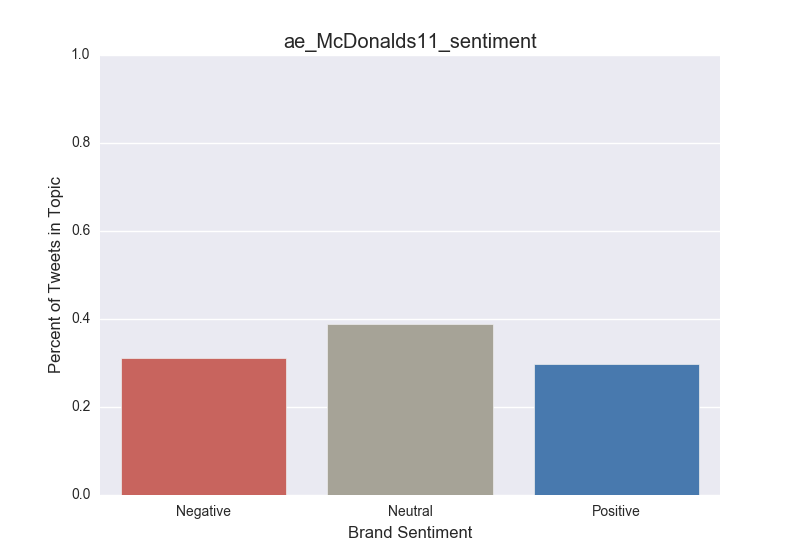 ae_McDonalds11_sentiment
1.0
0.8
0.6
0.4
0.2
0.0
Percent of Tweets in Topic
Negative Neutral Positive
Brand Sentiment